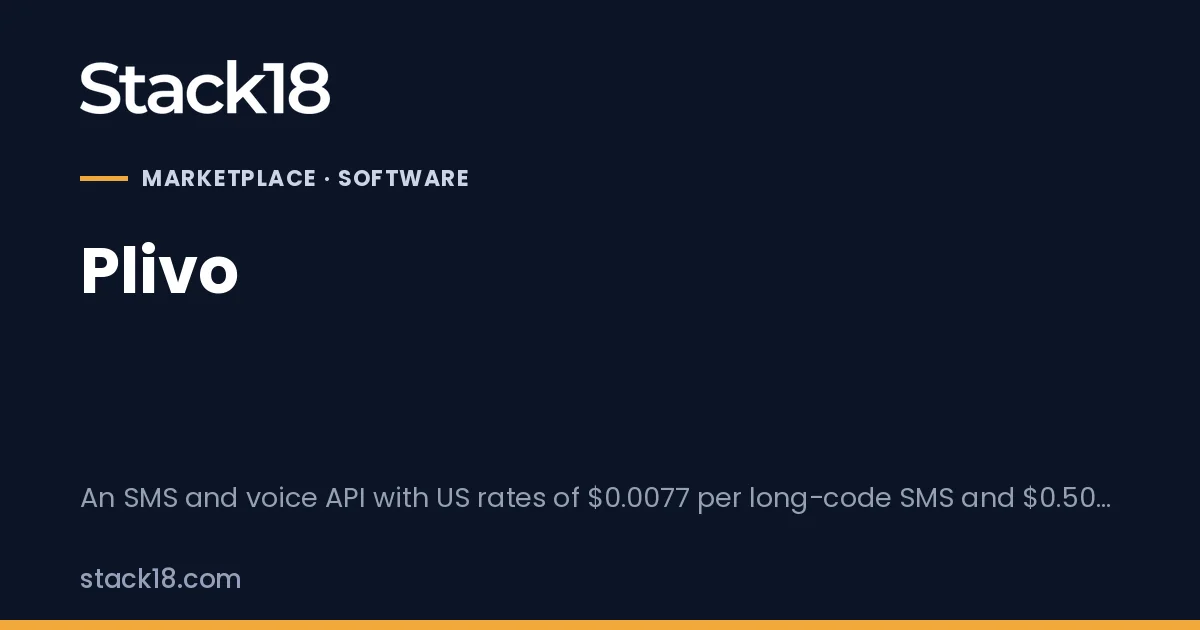 Stack18
MARKETPLACE · SOFTWARE
Plivo
An SMS and voice API with US rates of $0.0077 per long-code SMS and $0.50...
stack18.com